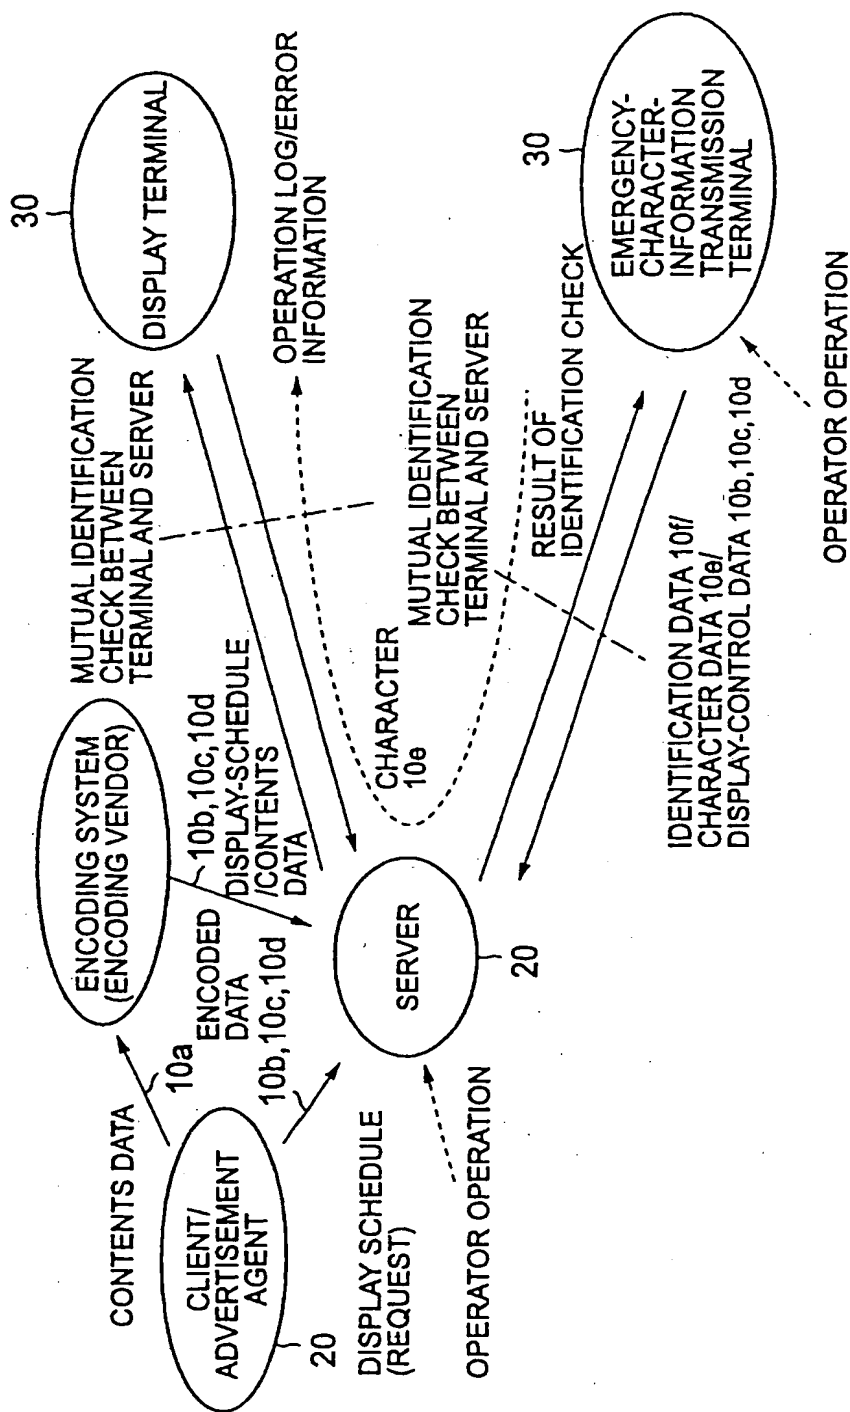 CONTENTS DATA
10a
CLIENT/
ADVERTISEMENT
AGENT
20
ENCODING SYSTEM
(ENCODING VENDOR)
ENCODED
DATA
10b,10c,10d
10b,10c,10d
DISPLAY-SCHEDULE
/CONTENTS
DATA
DISPLAY SCHEDULE
(REQUEST)
OPERATOR OPERATION
SERVER
20
MUTUAL IDENTIFICATION
CHECK BETWEEN
TERMINAL AND SERVER
30
DISPLAY TERMINAL
OPERATION LOG/ERROR
INFORMATION
CHARACTER
10e
MUTUAL IDENTIFICATION
CHECK BETWEEN
TERMINAL AND SERVER
RESULT OF
IDENTIFICATION CHECK
30
EMERGENCY-
CHARACTER-
INFORMATION
TRANSMISSION
TERMINAL
IDENTIFICATION DATA 10f/
CHARACTER DATA 10e/
DISPLAY-CONTROL DATA 10b,10c,10d
OPERATOR OPERATION